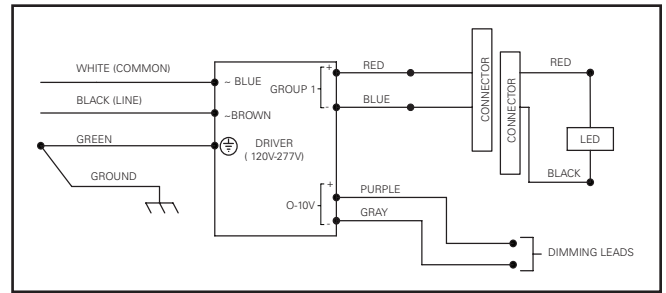 WHITE (COMMON)
~ BLUE
BLACK (LINE)
~BROWN
GREEN
GROUND
DRIVER
( 120V-277V)
GROUP 1
+
-
O-10V
+
-
RED
BLUE
PURPLE
GRAY
CONNECTOR
CONNECTOR
RED
LED
BLACK
DIMMING LEADS